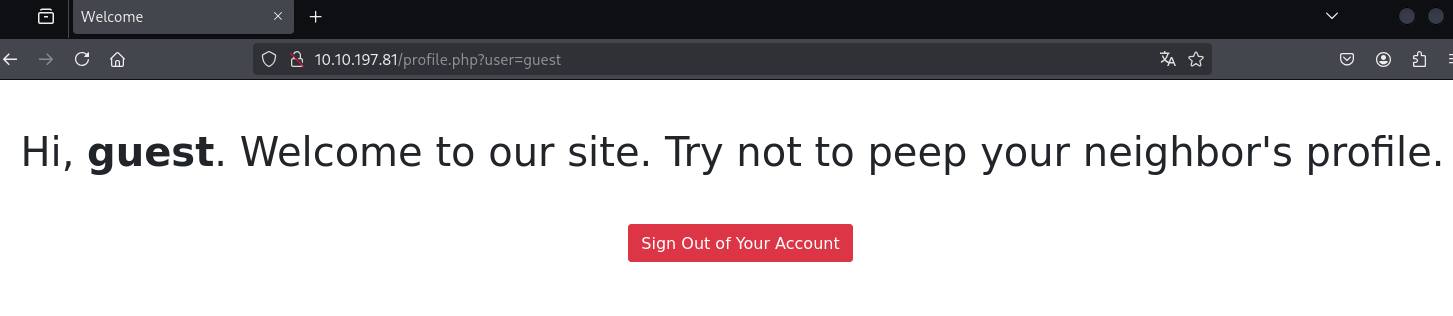 Welcome
10.10.197.81/profile.php?user=guest
Hi, guest. Welcome to our site. Try not to peep your neighbor's profile.
Sign Out of Your Account